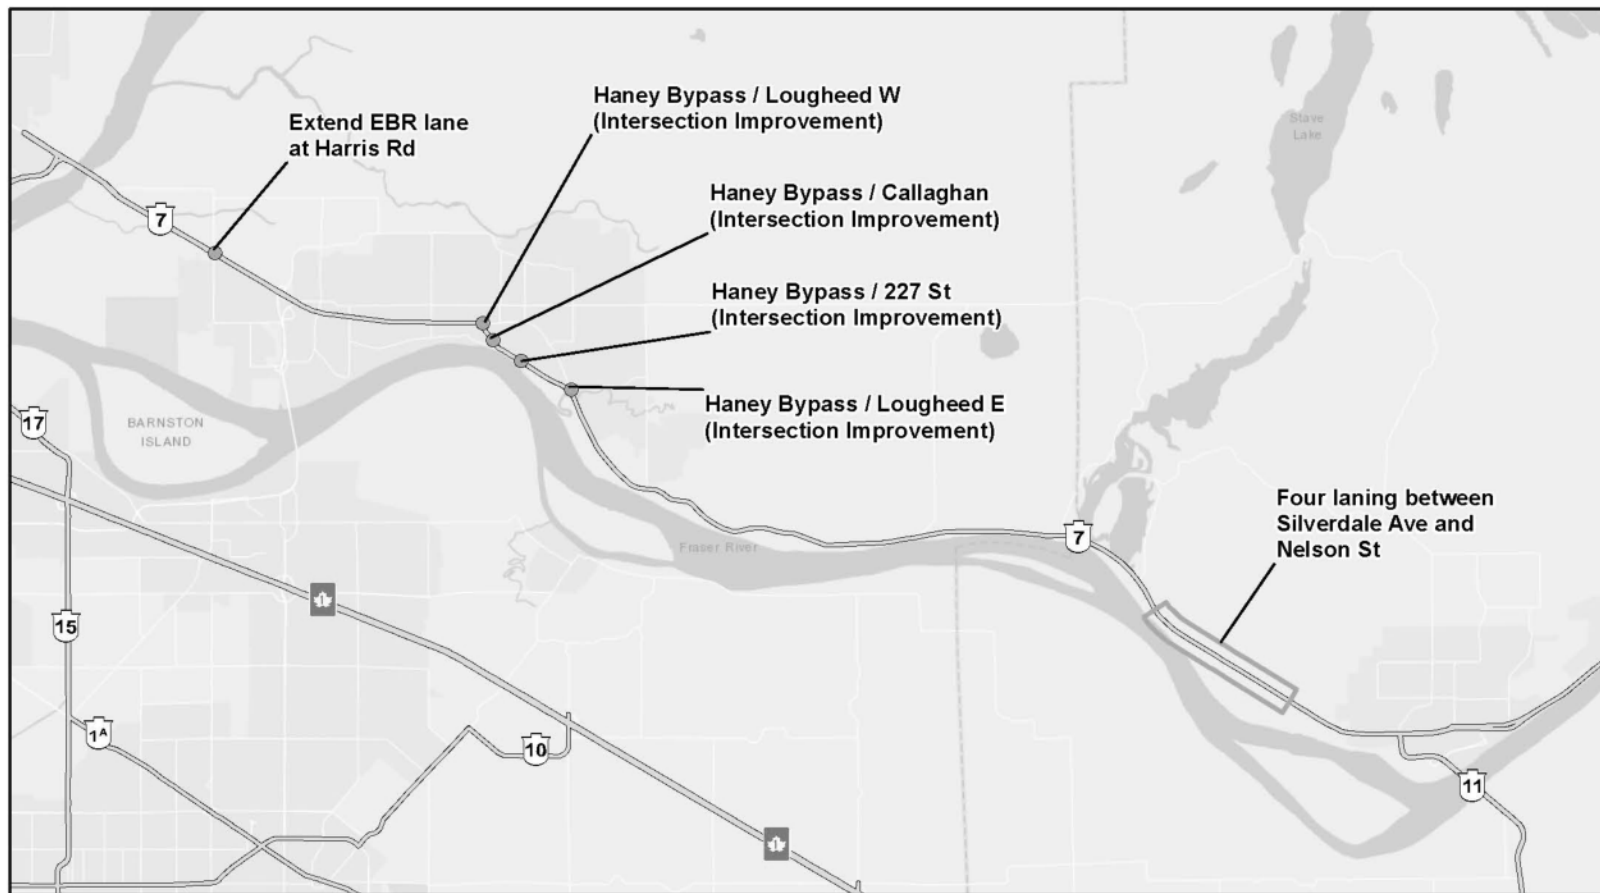 Haney Bypass / Lougheed W
(Intersection Improvement)
Extend EBR lane
at Harris Rd
Stave
Lake
Haney Bypass / Callaghan
(Intersection Improvement)
7
Haney Bypass / 227 St
(Intersection Improvement)
Haney Bypass / Lougheed E
(Intersection Improvement)
17
BARNSTON
ISLAND
Four laning between
Silverdale Ave and
Nelson St
7
Fraser River
1
15
1A
10
11
1